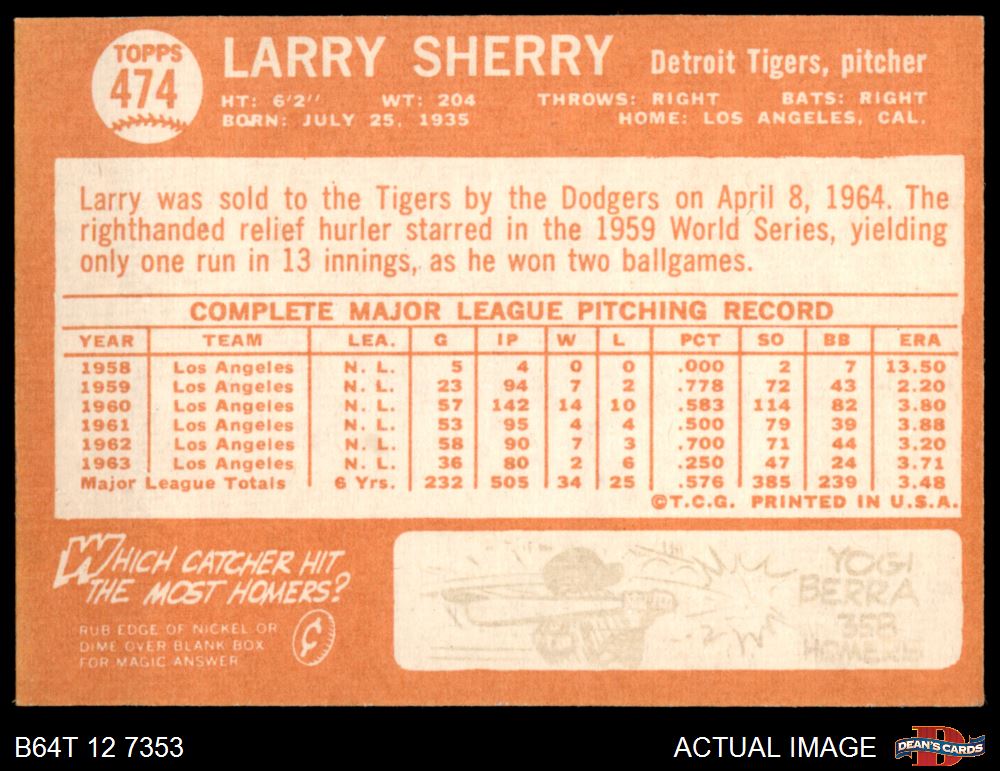 TOPPS
474
LARRY SHERRY Detroit Tigers, pitcher
HT: 6'2" WT: 204 THROWS: RIGHT BATS: RIGHT
BORN: JULY 25, 1935 HOME: LOS ANGELES, CAL.
Larry was sold to the Tigers by the Dodgers on April 8, 1964. The
righthanded relief hurler starred in the 1959 World Series, yielding
only one run in 13 innings, as he won two ballgames.
COMPLETE MAJOR LEAGUE PITCHING RECORD
YEAR TEAM LEA. G IP W L PCT SO BB ERA
1958 Los Angeles N. L. 5 4 0 0 .000 2 7 13.50
1959 Los Angeles N. L. 23 94 7 2 .778 72 43 2.20
1960 Los Angeles N. L. 57 142 14 10 .583 114 82 3.80
1961 Los Angeles N. L. 53 95 4 4 .500 79 39 3.88
1962 Los Angeles N. L. 58 90 7 3 .700 71 44 3.20
1963 Los Angeles N. L. 36 80 2 6 .250 47 24 3.71
Major League Totals 6 Yrs. 232 505 34 25 .576 385 239 3.48
©T.C.G. PRINTED IN U.S.A.
WHICH CATCHER HIT
THE MOST HOMERS?
RUB EDGE OF NICKEL OR
DIME OVER BLANK BOX
FOR MAGIC ANSWER
¢
YOGI
BERRA
358
HOMERS
B64T 12 7353 ACTUAL IMAGE
D
DEAN'S CARDS